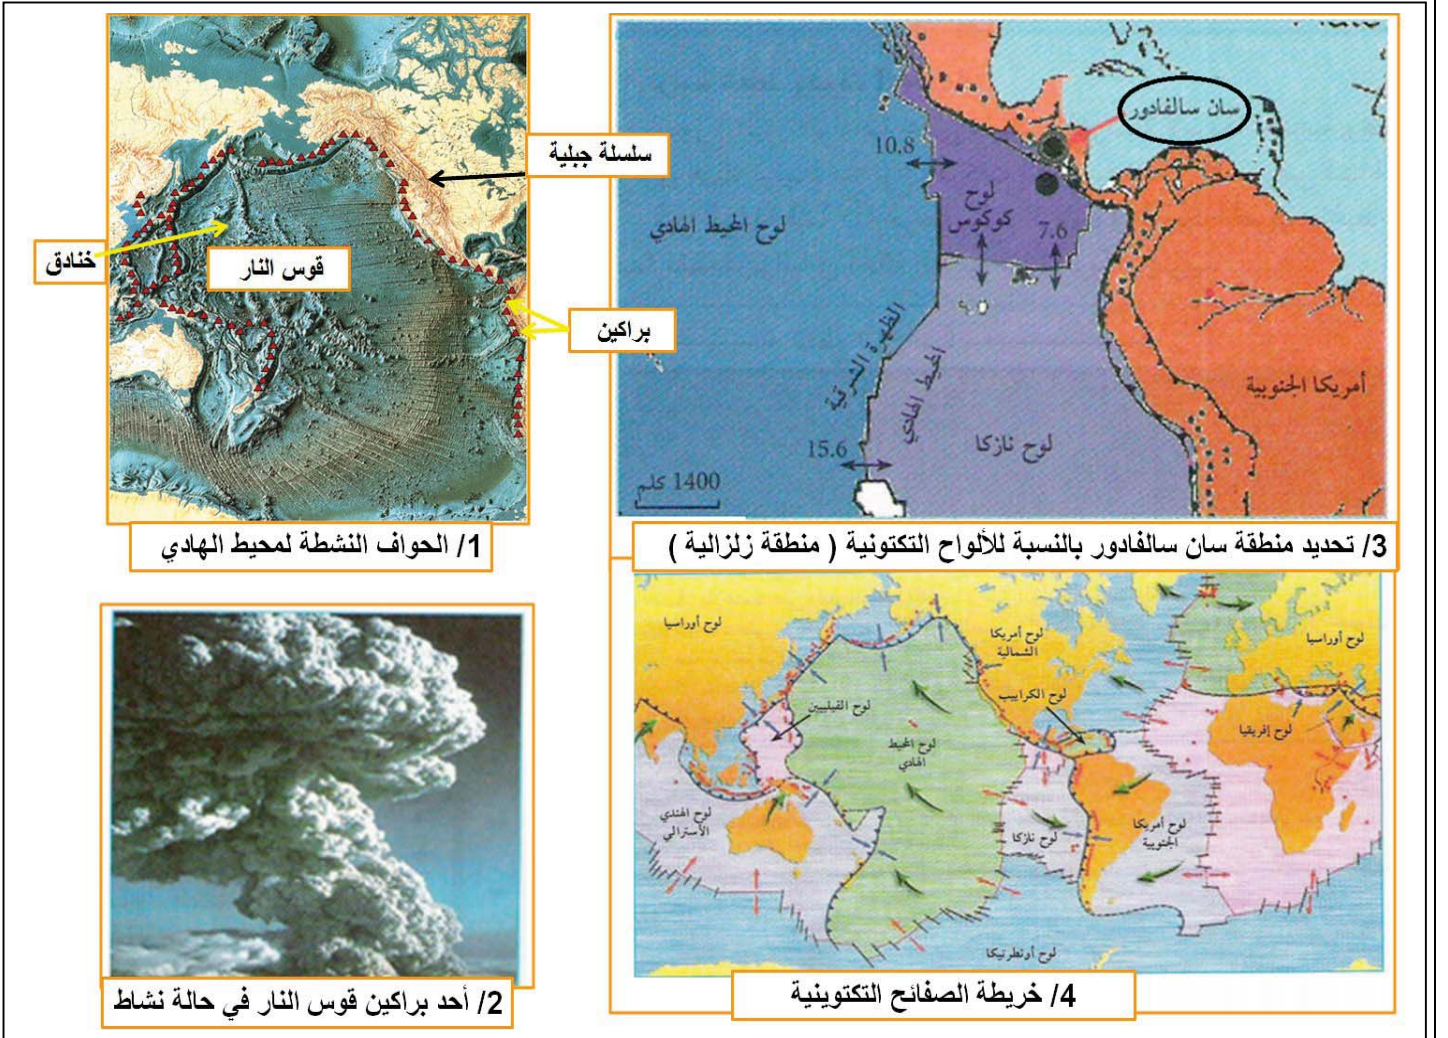 سلسلة جبلية
خنادق
قوس النار
براكين
1/ الحواف النشطة لمحيط الهادي
سان سالفادور
10.8
لوح
كوكوس
7.6
لوح المحيط الهادي
الظهرة الشرقية
المحيط الهادي
أمريكا الجنوبية
15.6
لوح نازكا
1400 كلم
3/ تحديد منطقة سان سالفادور بالنسبة للألواح التكتونية ( منطقة زلزالية )
2/ أحد براكين قوس النار في حالة نشاط
لوح أوراسيا
لوح أمريكا
الشمالية
لوح أوراسيا
لوح الكراييب
لوح الفيليبين
لوح إفريقيا
لوح المحيط
الهادي
لوح الهندي
الأسترالي
لوح نازكا
لوح أمريكا
الجنوبية
لوح أونطرتيكا
4/ خريطة الصفائح التكتوينية